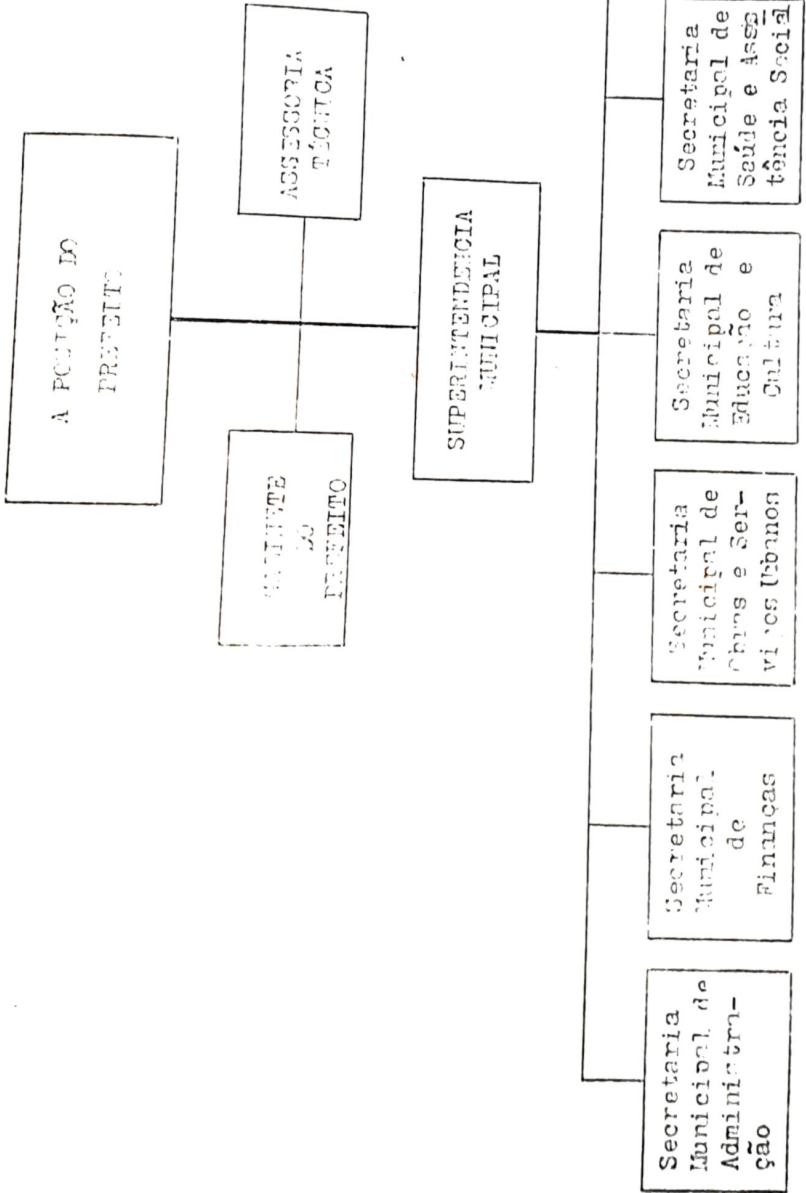 A POSIÇÃO DO
PREFEITO
GABINETE
DO
PREFEITO
ASSESSORIA
TÉCNICA
SUPERINTENDENCIA
MUNICIPAL
Secretaria
Municipal de
Administra-
ção
Secretaria
Municipal
de
Finanças
Secretaria
Municipal de
Obras e Ser-
viços Urbanos
Secretaria
Municipal de
Educação e
Cultura
Secretaria
Municipal de
Saúde e Assis
tência Social